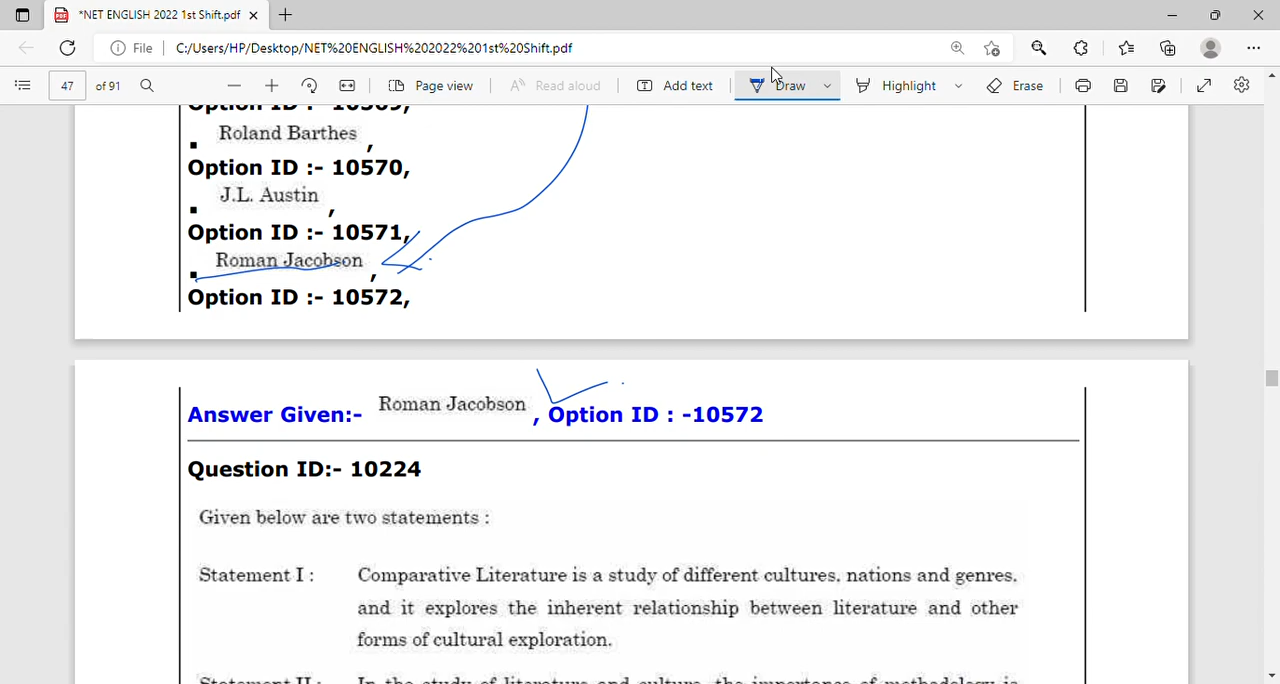 *NET ENGLISH 2022 1st Shift.pdf
File
C:/Users/HP/Desktop/NET%20ENGLISH%202022%201st%20Shift.pdf
47 of 91
Page view
Read aloud
Add text
Draw
Highlight
Erase
Option ID :- 10569,
Roland Barthes ,
Option ID :- 10570,
J.L. Austin ,
Option ID :- 10571,
Roman Jacobson ,
Option ID :- 10572,
Answer Given:- Roman Jacobson , Option ID : -10572
Question ID:- 10224
Given below are two statements :
Statement I : Comparative Literature is a study of different cultures, nations and genres,
and it explores the inherent relationship between literature and other
forms of cultural exploration.
Statement II : In the study of literature and culture, the importance of methodology is